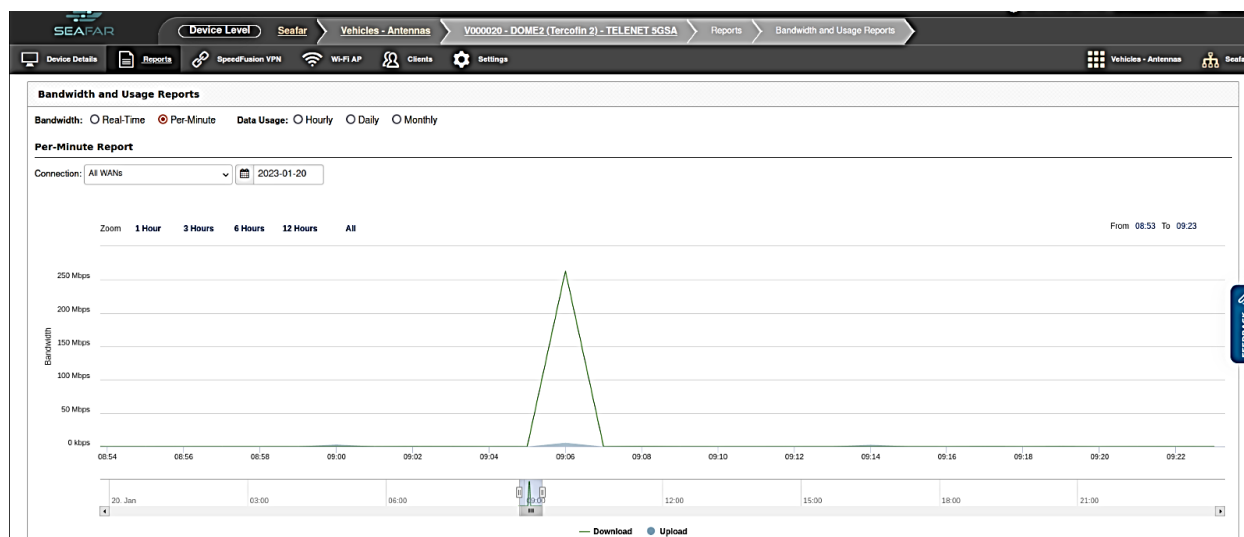 SEAFAR
Device Level Seafar Vehicles - Antennas V000020 - DOME2 (Tercofin 2) - TELENET 5GSA Reports Bandwidth and Usage Reports
Device Details Reports SpeedFusion VPN Wi-Fi AP Clients Settings Vehicles - Antennas Seafa
Bandwidth and Usage Reports
Bandwidth: Real-Time Per-Minute Data Usage: Hourly Daily Monthly
Per-Minute Report
Connection: All WANs 2023-01-20
Zoom 1 Hour 3 Hours 6 Hours 12 Hours All From 08:53 To 09:23
250 Mbps
200 Mbps
150 Mbps
100 Mbps
50 Mbps
0 kbps
Bandwidth
08:54 08:56 08:58 09:00 09:02 09:04 09:06 09:08 09:10 09:12 09:14 09:16 09:18 09:20 09:22
20. Jan 03:00 06:00 09:00 12:00 15:00 18:00 21:00
Download Upload